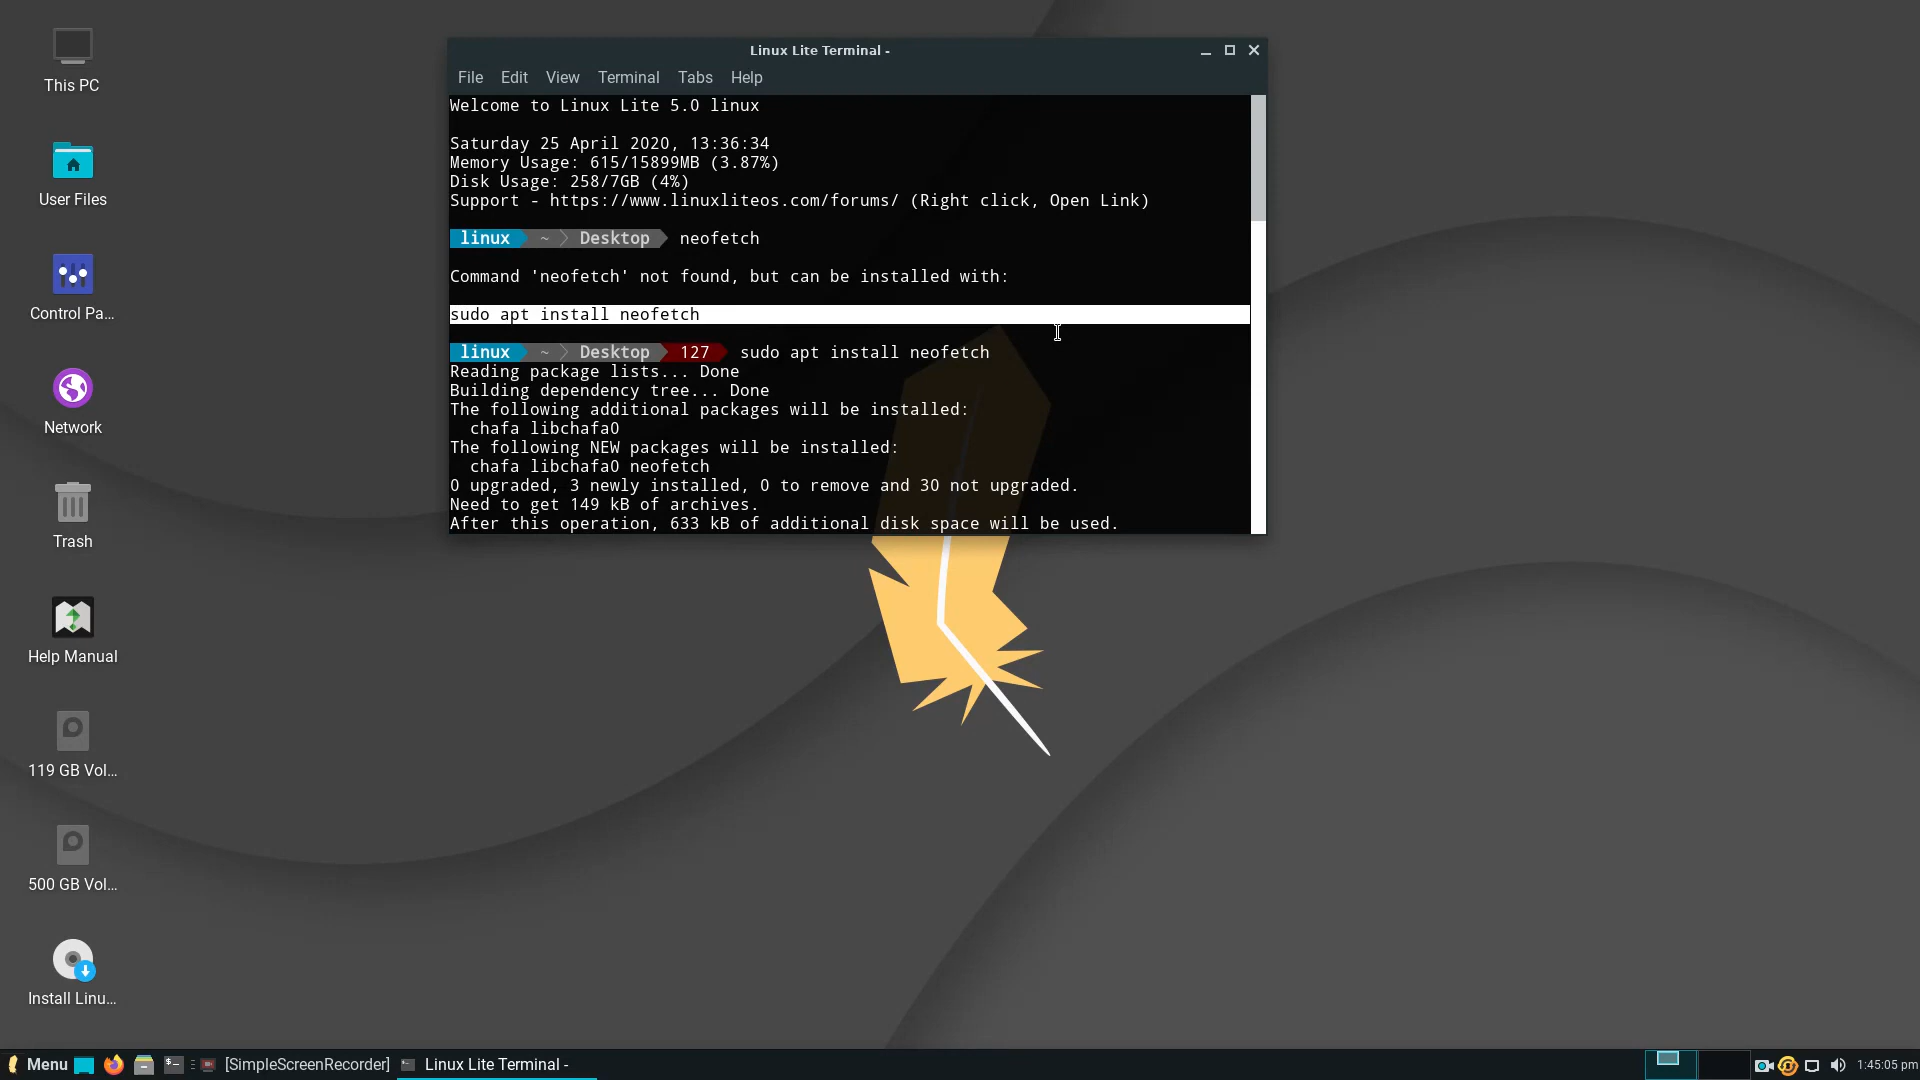 This PC
User Files
Control Pa...
Network
Trash
Help Manual
119 GB Vol...
500 GB Vol...
Install Linu...
Linux Lite Terminal -
File Edit View Terminal Tabs Help
Welcome to Linux Lite 5.0 linux
Saturday 25 April 2020, 13:36:34
Memory Usage: 615/15899MB (3.87%)
Disk Usage: 258/7GB (4%)
Support - https://www.linuxliteos.com/forums/ (Right click, Open Link)
linux ~ Desktop neofetch
Command 'neofetch' not found, but can be installed with:
sudo apt install neofetch
linux ~ Desktop 127 sudo apt install neofetch
Reading package lists... Done
Building dependency tree... Done
The following additional packages will be installed:
chafa libchafa0
The following NEW packages will be installed:
chafa libchafa0 neofetch
0 upgraded, 3 newly installed, 0 to remove and 30 not upgraded.
Need to get 149 kB of archives.
After this operation, 633 kB of additional disk space will be used.
Menu [SimpleScreenRecorder] Linux Lite Terminal - 1:45:05 pm